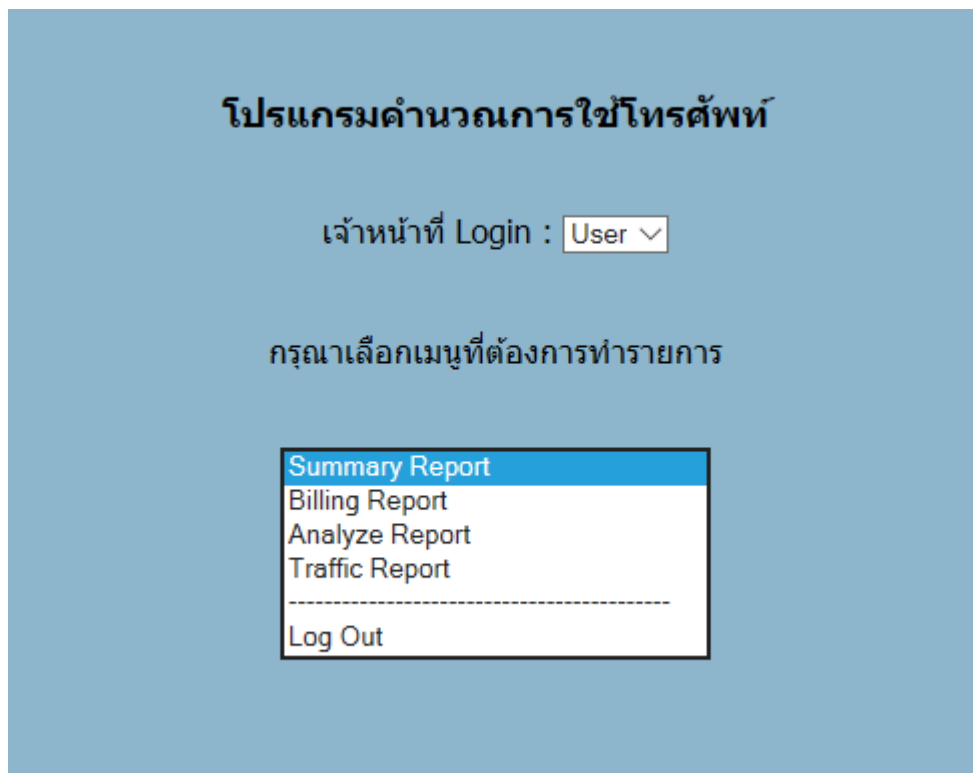 โปรแกรมคำนวณการใช้โทรศัพท์
เจ้าหน้าที่ Login : User
กรุณาเลือกเมนูที่ต้องการทำรายการ
Summary Report
Billing Report
Analyze Report
Traffic Report
-------------------------------------------
Log Out